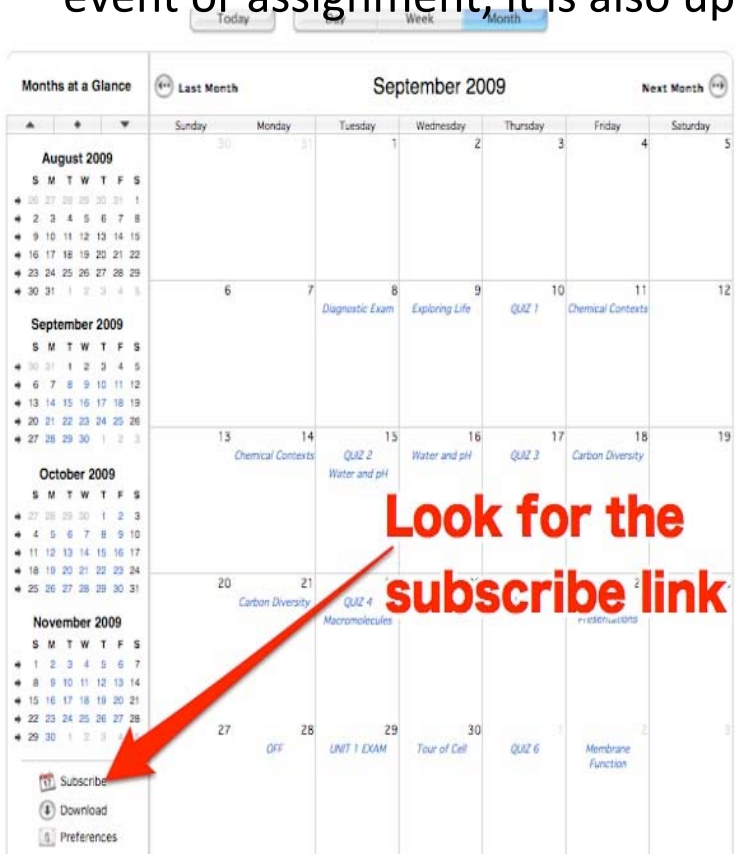 event or assignment, it is also up
Today Day Week Month
Months at a Glance
Last Month September 2009 Next Month
Sunday Monday Tuesday Wednesday Thursday Friday Saturday
30 31 1 2 3 4 5
August 2009
S M T W T F S
26 27 28 29 30 31 1
2 3 4 5 6 7 8
9 10 11 12 13 14 15
16 17 18 19 20 21 22
23 24 25 26 27 28 29
30 31 1 2 3 4 5
6 7 8 9 10 11 12
Diagnostic Exam Exploring Life QUIZ 1 Chemical Contexts
September 2009
S M T W T F S
30 31 1 2 3 4 5
6 7 8 9 10 11 12
13 14 15 16 17 18 19
20 21 22 23 24 25 26
27 28 29 30 1 2 3
13 14 15 16 17 18 19
Chemical Contexts QUIZ 2 Water and pH QUIZ 3 Carbon Diversity
Water and pH
October 2009
S M T W T F S
27 28 29 30 1 2 3
4 5 6 7 8 9 10
11 12 13 14 15 16 17
18 19 20 21 22 23 24
25 26 27 28 29 30 31
Look for the
subscribe link
20 21
Carbon Diversity QUIZ 4
Macromolecules Presentations
November 2009
S M T W T F S
1 2 3 4 5 6 7
8 9 10 11 12 13 14
15 16 17 18 19 20 21
22 23 24 25 26 27 28
29 30 1 2 3
27 28 29 30 1 2 3
OFF UNIT 1 EXAM Tour of Cell QUIZ 6 Membrane
Function
Subscribe
Download
Preferences